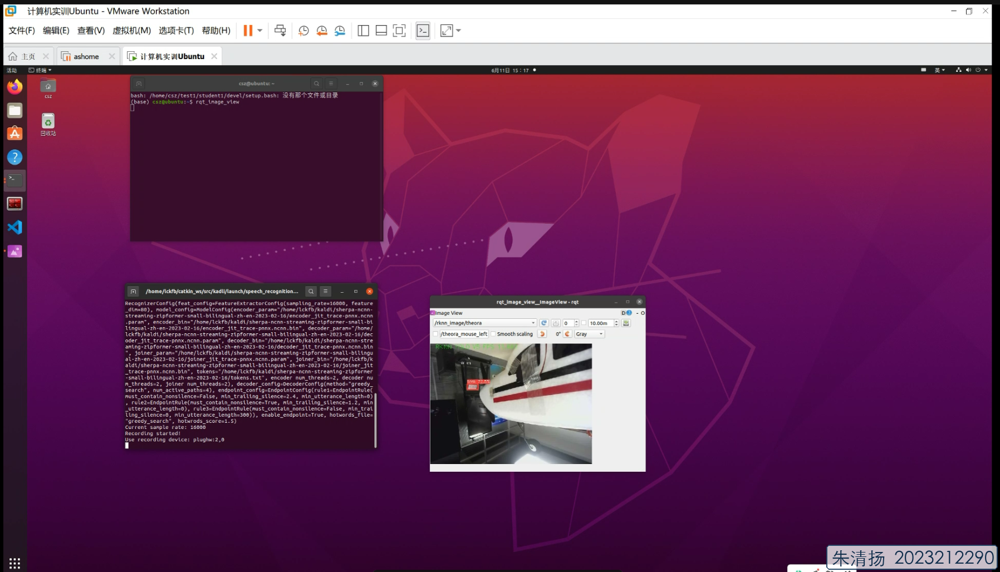 计算机实训Ubuntu - VMware Workstation
文件(F) 编辑(E) 查看(V) 虚拟机(M) 选项卡(T) 帮助(H)
主页 ashome 计算机实训Ubuntu
活动 终端 6月11日 15：17 英
csz
回收站
csz@ubuntu: ~
bash: /home/csz/test1/student1/devel/setup.bash: 没有那个文件或目录
(base) csz@ubuntu:~$ rqt_image_view
/home/lckfb/catkin_ws/src/kadli/launch/speech_recognition...
RecognizerConfig(feat_config=FeatureExtractorConfig(sampling_rate=16000, feature
_dim=80), model_config=ModelConfig(encoder_param="/home/lckfb/kaldi/sherpa-ncnn-
streaming-zipformer-small-bilingual-zh-en-2023-02-16/encoder_jit_trace-pnnx.ncnn
.param", encoder_bin="/home/lckfb/kaldi/sherpa-ncnn-streaming-zipformer-small-bi
lingual-zh-en-2023-02-16/encoder_jit_trace-pnnx.ncnn.bin", decoder_param="/home/
lckfb/kaldi/sherpa-ncnn-streaming-zipformer-small-bilingual-zh-en-2023-02-16/dec
oder_jit_trace-pnnx.ncnn.param", decoder_bin="/home/lckfb/kaldi/sherpa-ncnn-stre
aming-zipformer-small-bilingual-zh-en-2023-02-16/decoder_jit_trace-pnnx.ncnn.bin
", joiner_param="/home/lckfb/kaldi/sherpa-ncnn-streaming-zipformer-small-bilingu
al-zh-en-2023-02-16/joiner_jit_trace-pnnx.ncnn.param", joiner_bin="/home/lckfb/k
aldi/sherpa-ncnn-streaming-zipformer-small-bilingual-zh-en-2023-02-16/joiner_jit
_trace-pnnx.ncnn.bin", tokens="/home/lckfb/kaldi/sherpa-ncnn-streaming-zipformer
-small-bilingual-zh-en-2023-02-16/tokens.txt", encoder num_threads=2, decoder nu
m_threads=2, joiner num_threads=2), decoder_config=DecoderConfig(method="greedy_
search", num_active_paths=4), endpoint_config=EndpointConfig(rule1=EndpointRule(
must_contain_nonsilence=False, min_trailing_silence=2.4, min_utterance_length=0)
, rule2=EndpointRule(must_contain_nonsilence=True, min_trailing_silence=1.2, min
_utterance_length=0), rule3=EndpointRule(must_contain_nonsilence=False, min_trai
ling_silence=0, min_utterance_length=300)), enable_endpoint=True, hotwords_file=
"greedy_search", hotwrods_score=1.5)
Current sample rate: 16000
Recording started!
Use recording device: plughw:2,0
rqt_image_view__ImageView - rqt
Image View D - O
/rknn_image/theora 0 10.00m
/theora_mouse_left Smooth scaling 0° Gray
朱清扬 2023212290